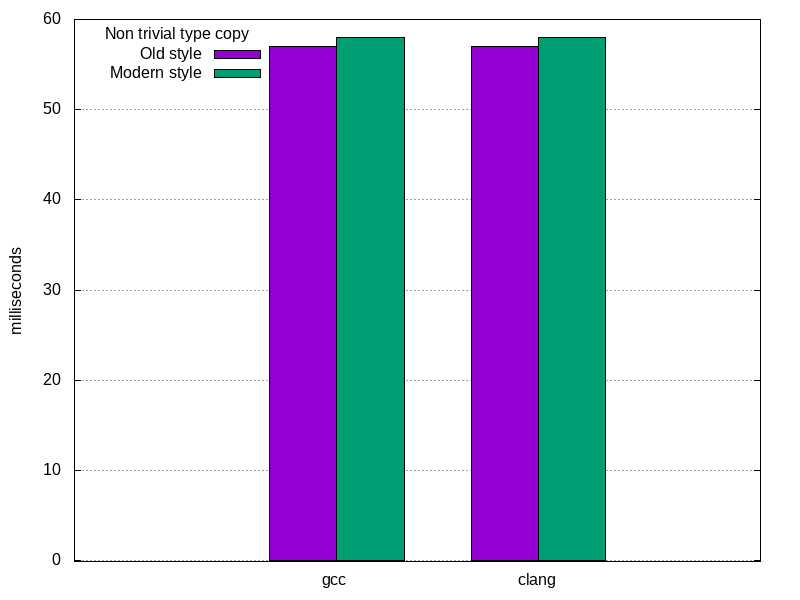 Non trivial type copy
Old style
Modern style
60
50
40
30
20
10
0
milliseconds
gcc
clang